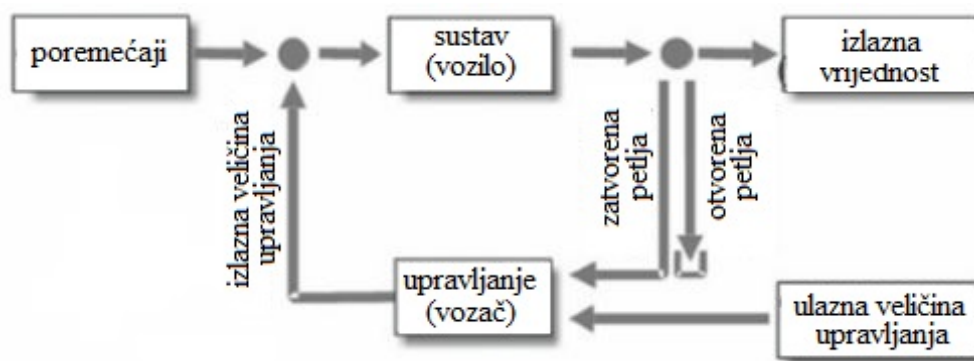 poremećaji
sustav
(vozilo)
izlazna
vrijednost
izlazna veličina
upravljanja
zatvorena
petlja
otvorena
petlja
upravljanje
(vozač)
ulazna veličina
upravljanja